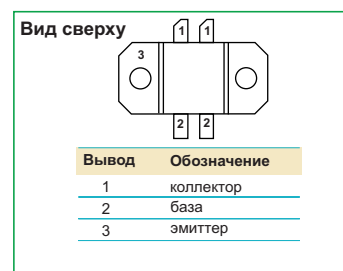 Вид сверху
1 1
3
2 2
Вывод Обозначение
1 коллектор
2 база
3 эмиттер